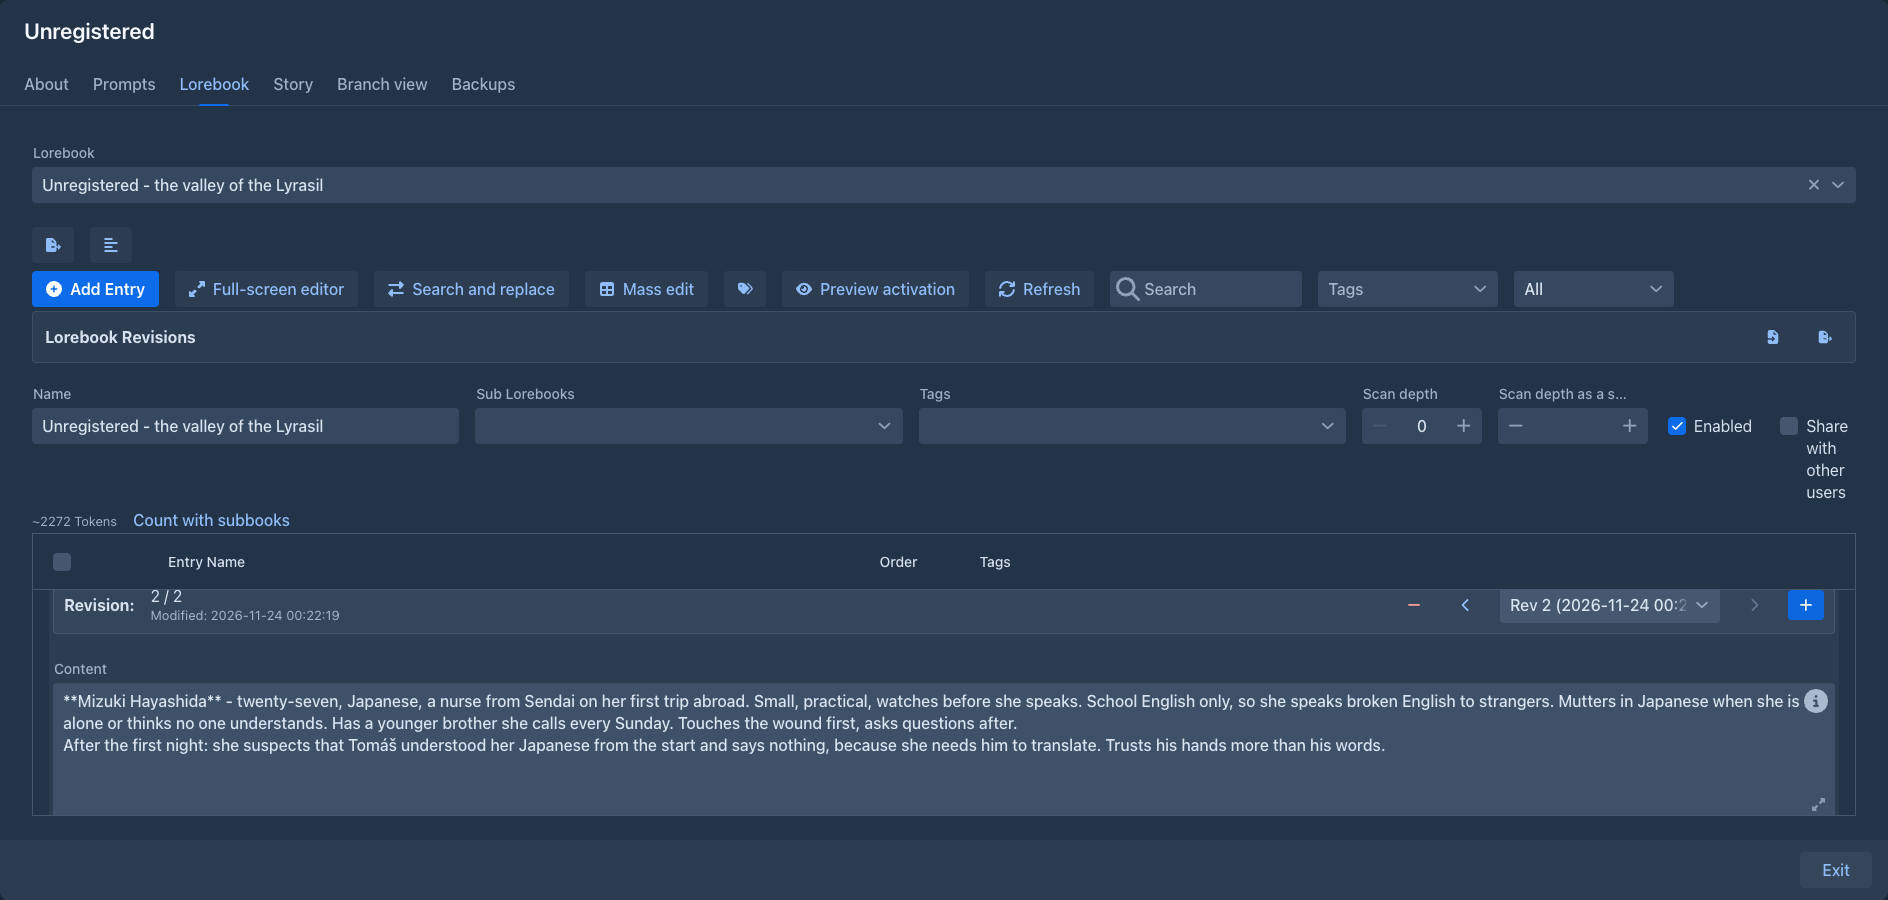 Unregistered
About Prompts Lorebook Story Branch view Backups
Lorebook
Unregistered - the valley of the Lyrasil
Add Entry Full-screen editor Search and replace Mass edit Preview activation Refresh Search Tags All
Lorebook Revisions
Name Sub Lorebooks Tags Scan depth Scan depth as a s...
Unregistered - the valley of the Lyrasil 0 Enabled Share
with
other
users
~2272 Tokens Count with subbooks
Entry Name Order Tags
Revision: 2 / 2 Rev 2 (2026-11-24 00:2
Modified: 2026-11-24 00:22:19
Content
**Mizuki Hayashida** - twenty-seven, Japanese, a nurse from Sendai on her first trip abroad. Small, practical, watches before she speaks. School English only, so she speaks broken English to strangers. Mutters in Japanese when she is
alone or thinks no one understands. Has a younger brother she calls every Sunday. Touches the wound first, asks questions after.
After the first night: she suspects that Tomáš understood her Japanese from the start and says nothing, because she needs him to translate. Trusts his hands more than his words.
Exit